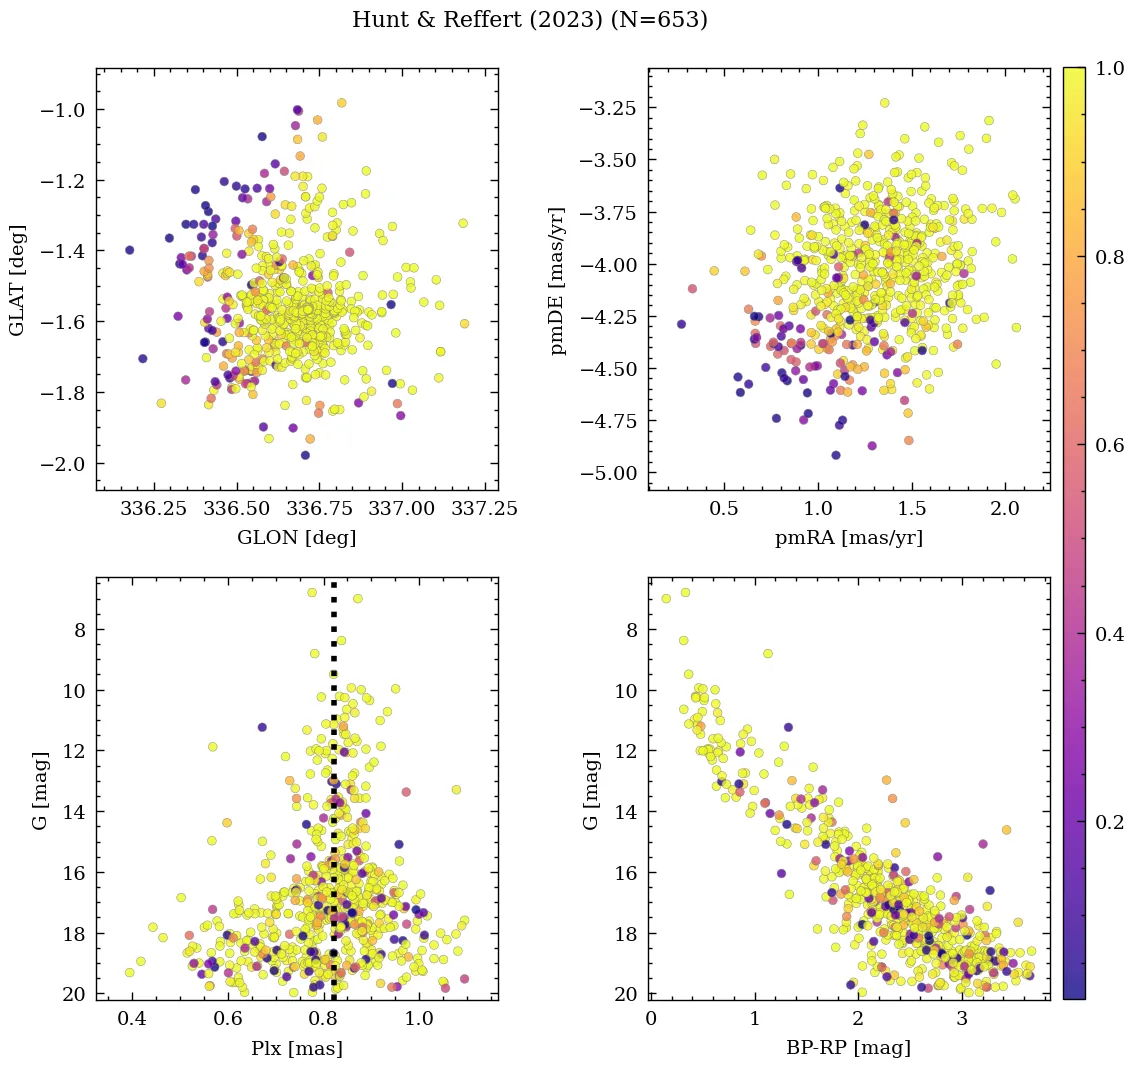 Hunt & Reffert (2023) (N=653)
−1.0
−1.2
−1.4
−1.6
−1.8
−2.0
GLAT [deg]
336.25 336.50 336.75 337.00 337.25
GLON [deg]
−3.25
−3.50
−3.75
−4.00
−4.25
−4.50
−4.75
−5.00
pmDE [mas/yr]
0.5 1.0 1.5 2.0
pmRA [mas/yr]
1.0
0.8
0.6
0.4
0.2
8
10
12
14
16
18
20
G [mag]
0.4 0.6 0.8 1.0
Plx [mas]
8
10
12
14
16
18
20
G [mag]
0 1 2 3
BP-RP [mag]